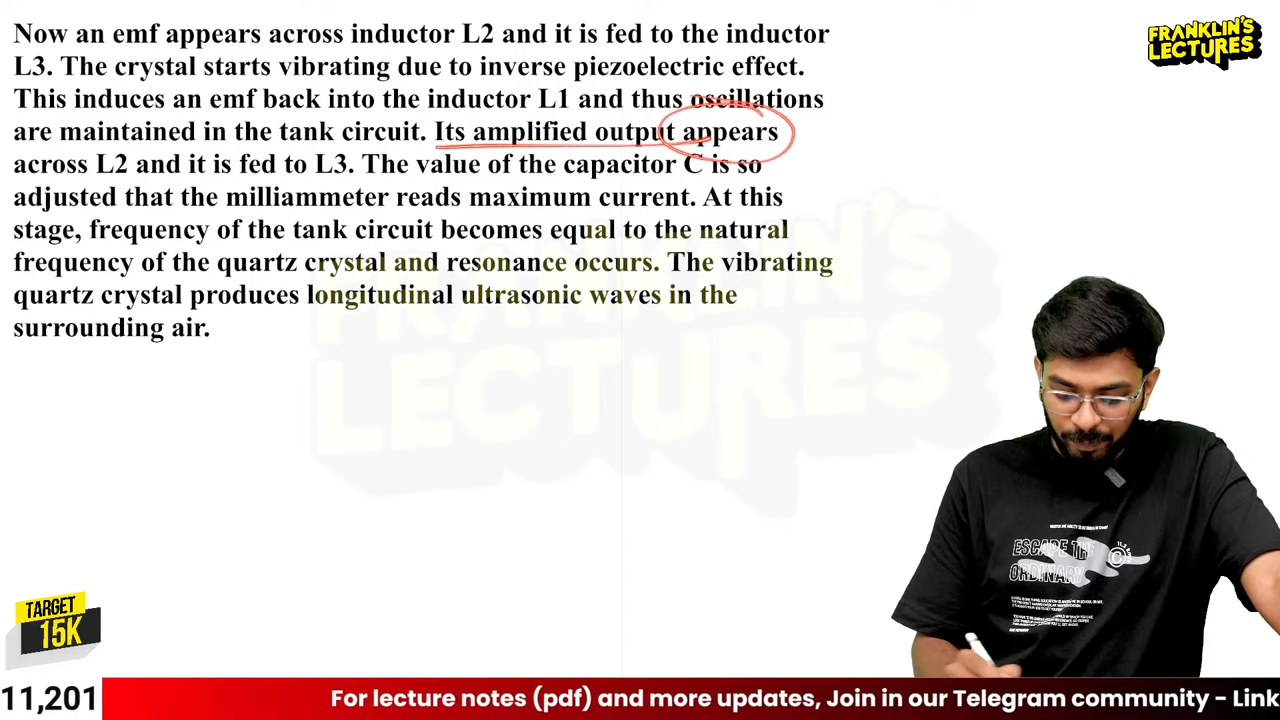 Now an emf appears across inductor L2 and it is fed to the inductor
L3. The crystal starts vibrating due to inverse piezoelectric effect.
This induces an emf back into the inductor L1 and thus oscillations
are maintained in the tank circuit. Its amplified output appears
across L2 and it is fed to L3. The value of the capacitor C is so
adjusted that the milliammeter reads maximum current. At this
stage, frequency of the tank circuit becomes equal to the natural
frequency of the quartz crystal and resonance occurs. The vibrating
quartz crystal produces longitudinal ultrasonic waves in the
surrounding air.
FRANKLIN'S
LECTURES
FRANKLIN'S
LECTURES
ESCAPE THE
ORDINARY
TARGET
15K
11,201
For lecture notes (pdf) and more updates, Join in our Telegram community - Link